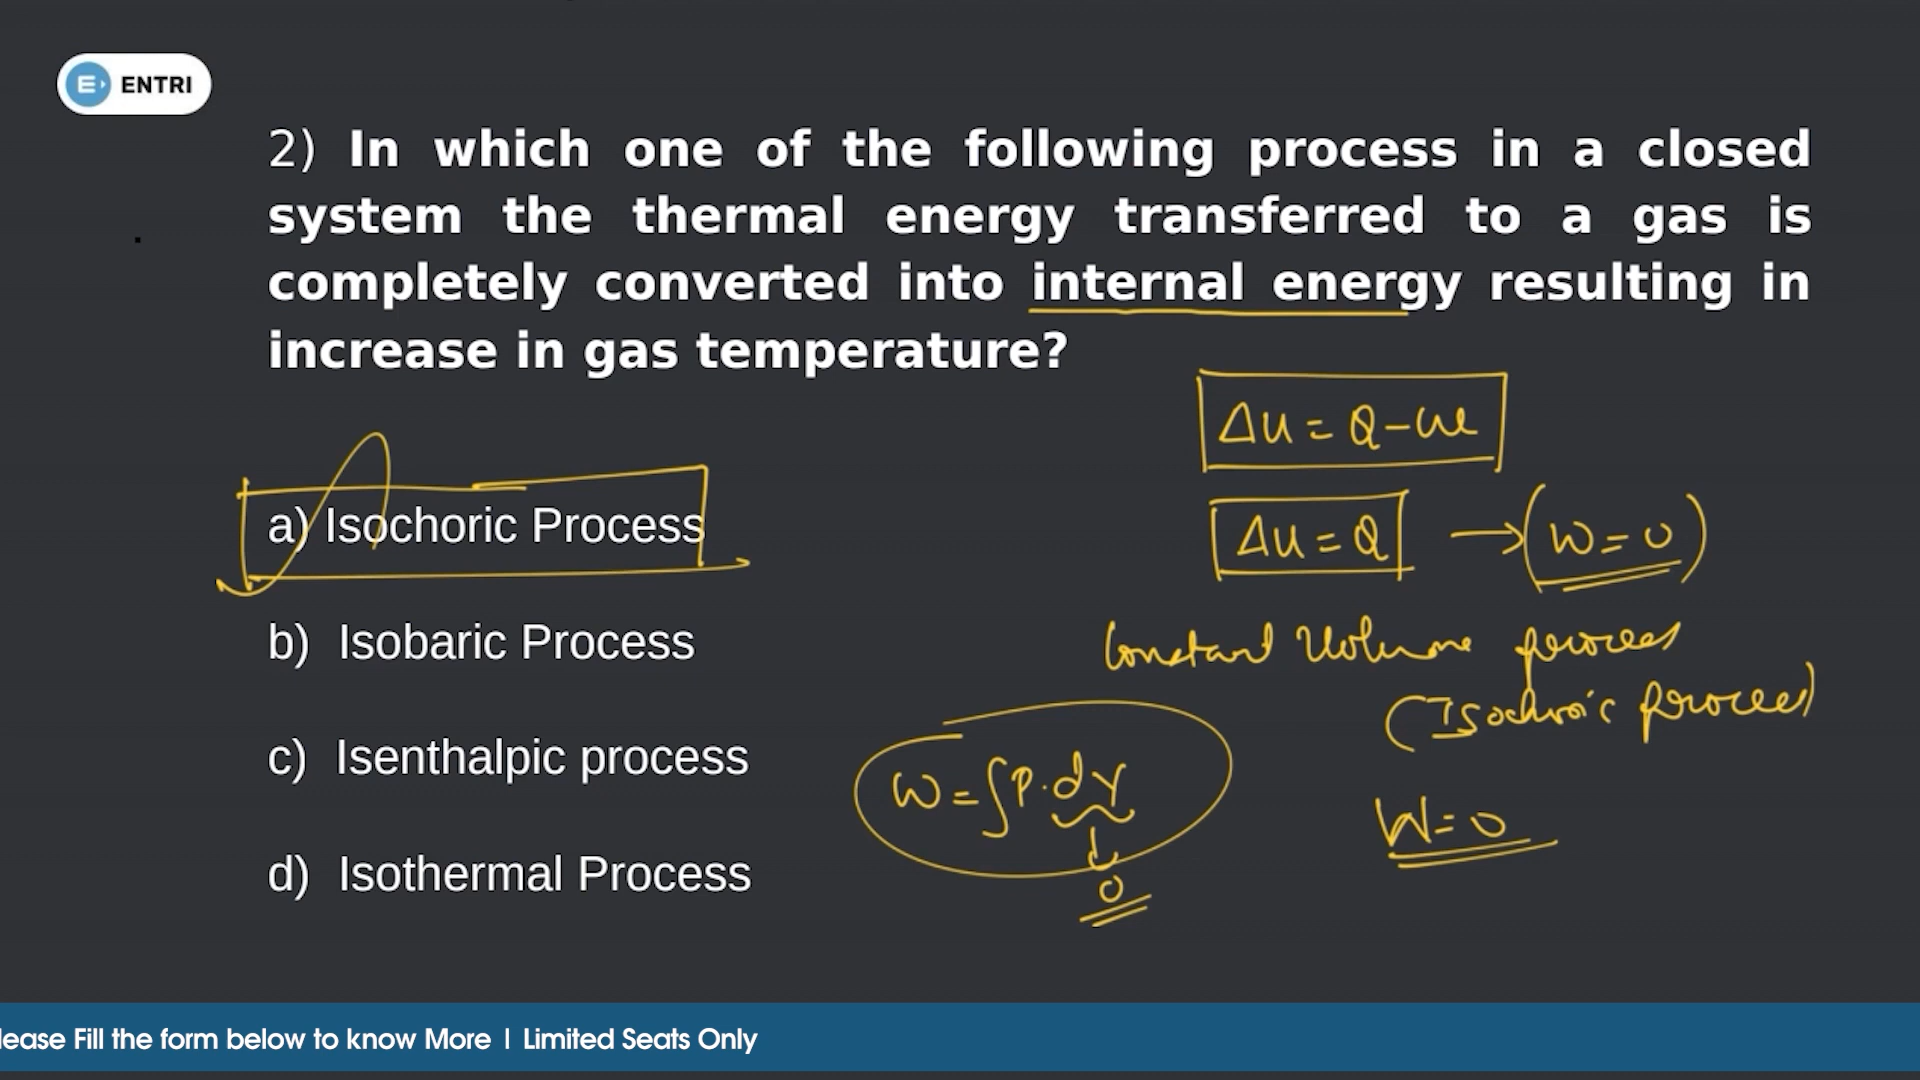 ENTRI
2) In which one of the following process in a closed
system the thermal energy transferred to a gas is
completely converted into internal energy resulting in
increase in gas temperature?
ΔU = Q - W
a) Isochoric Process
ΔU = Q → (W = 0)
b) Isobaric Process
Constant Volume process
(Isochoric process)
c) Isenthalpic process
W = ∫P.dV
↓
0
W = 0
d) Isothermal Process
lease Fill the form below to know More | Limited Seats Only